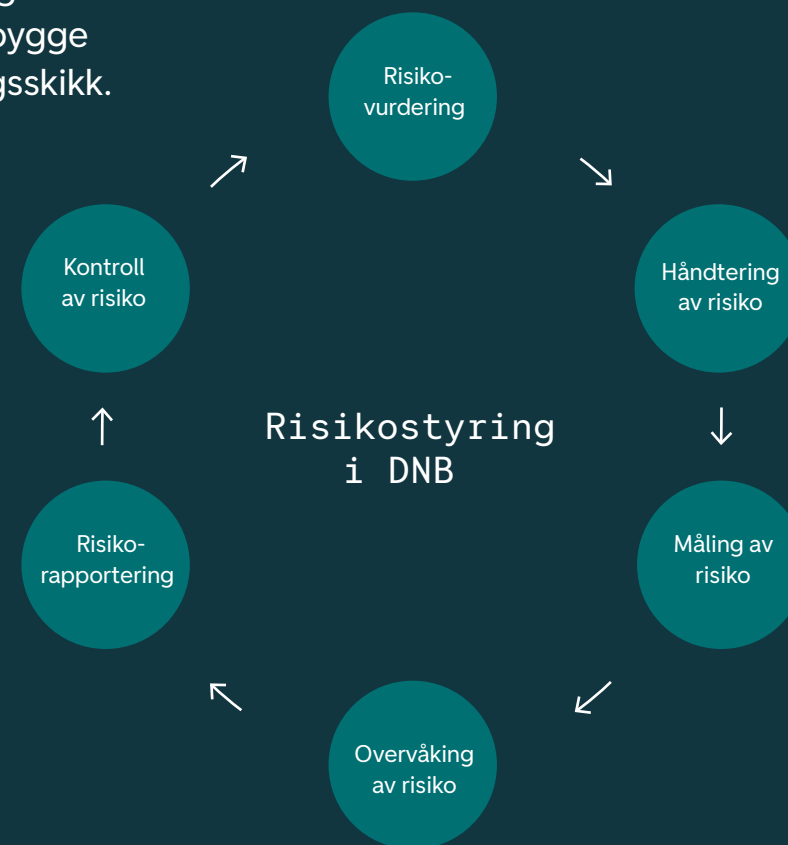 bygge
gsskikk.
Risiko-
vurdering
Håndtering
av risiko
Måling av
risiko
Overvåking
av risiko
Risiko-
rapportering
Kontroll
av risiko
Risikostyring
i DNB